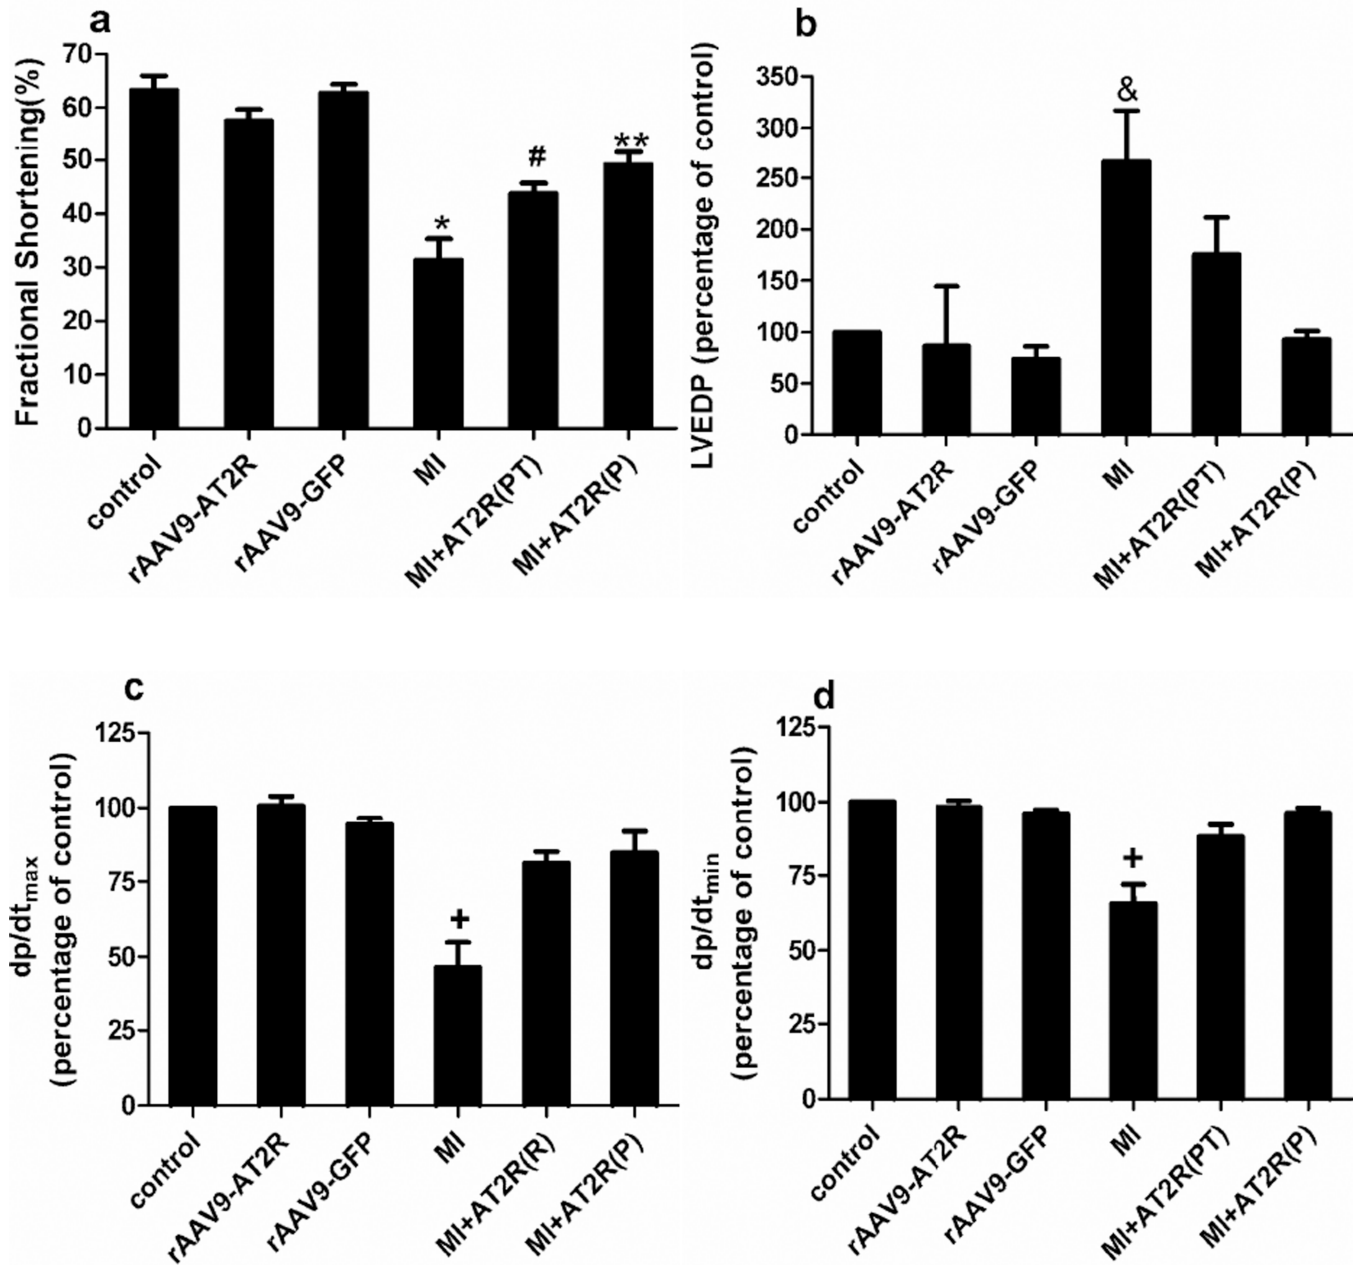 a
Fractional Shortening(%)
70
60
50
40
30
20
10
0
*
#
**
control
rAAV9-AT2R
rAAV9-GFP
MI
MI+AT2R(PT)
MI+AT2R(P)
b
LVEDP (percentage of control)
350
300
250
200
150
100
50
0
&
control
rAAV9-AT2R
rAAV9-GFP
MI
MI+AT2R(PT)
MI+AT2R(P)
c
dp/dtmax
(percentage of control)
125
100
75
50
25
0
+
control
rAAV9-AT2R
rAAV9-GFP
MI
MI+AT2R(R)
MI+AT2R(P)
d
dp/dtmin
(percentage of control)
125
100
75
50
25
0
+
control
rAAV9-AT2R
rAAV9-GFP
MI
MI+AT2R(PT)
MI+AT2R(P)